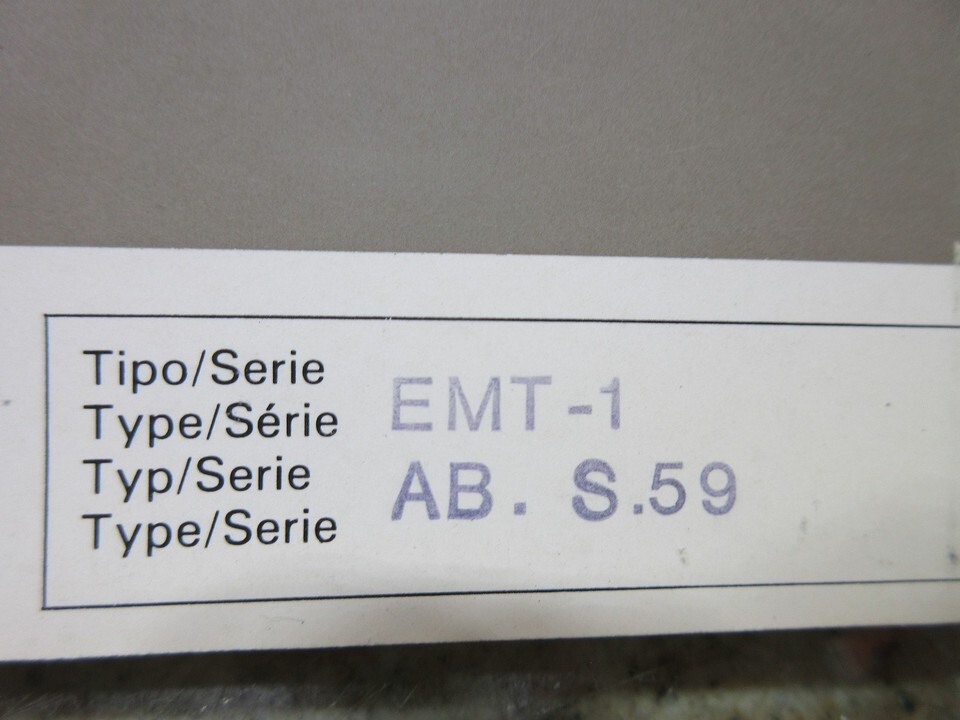 Tipo/Serie
Type/Série
Typ/Serie
Type/Serie
EMT-1
AB. S.59